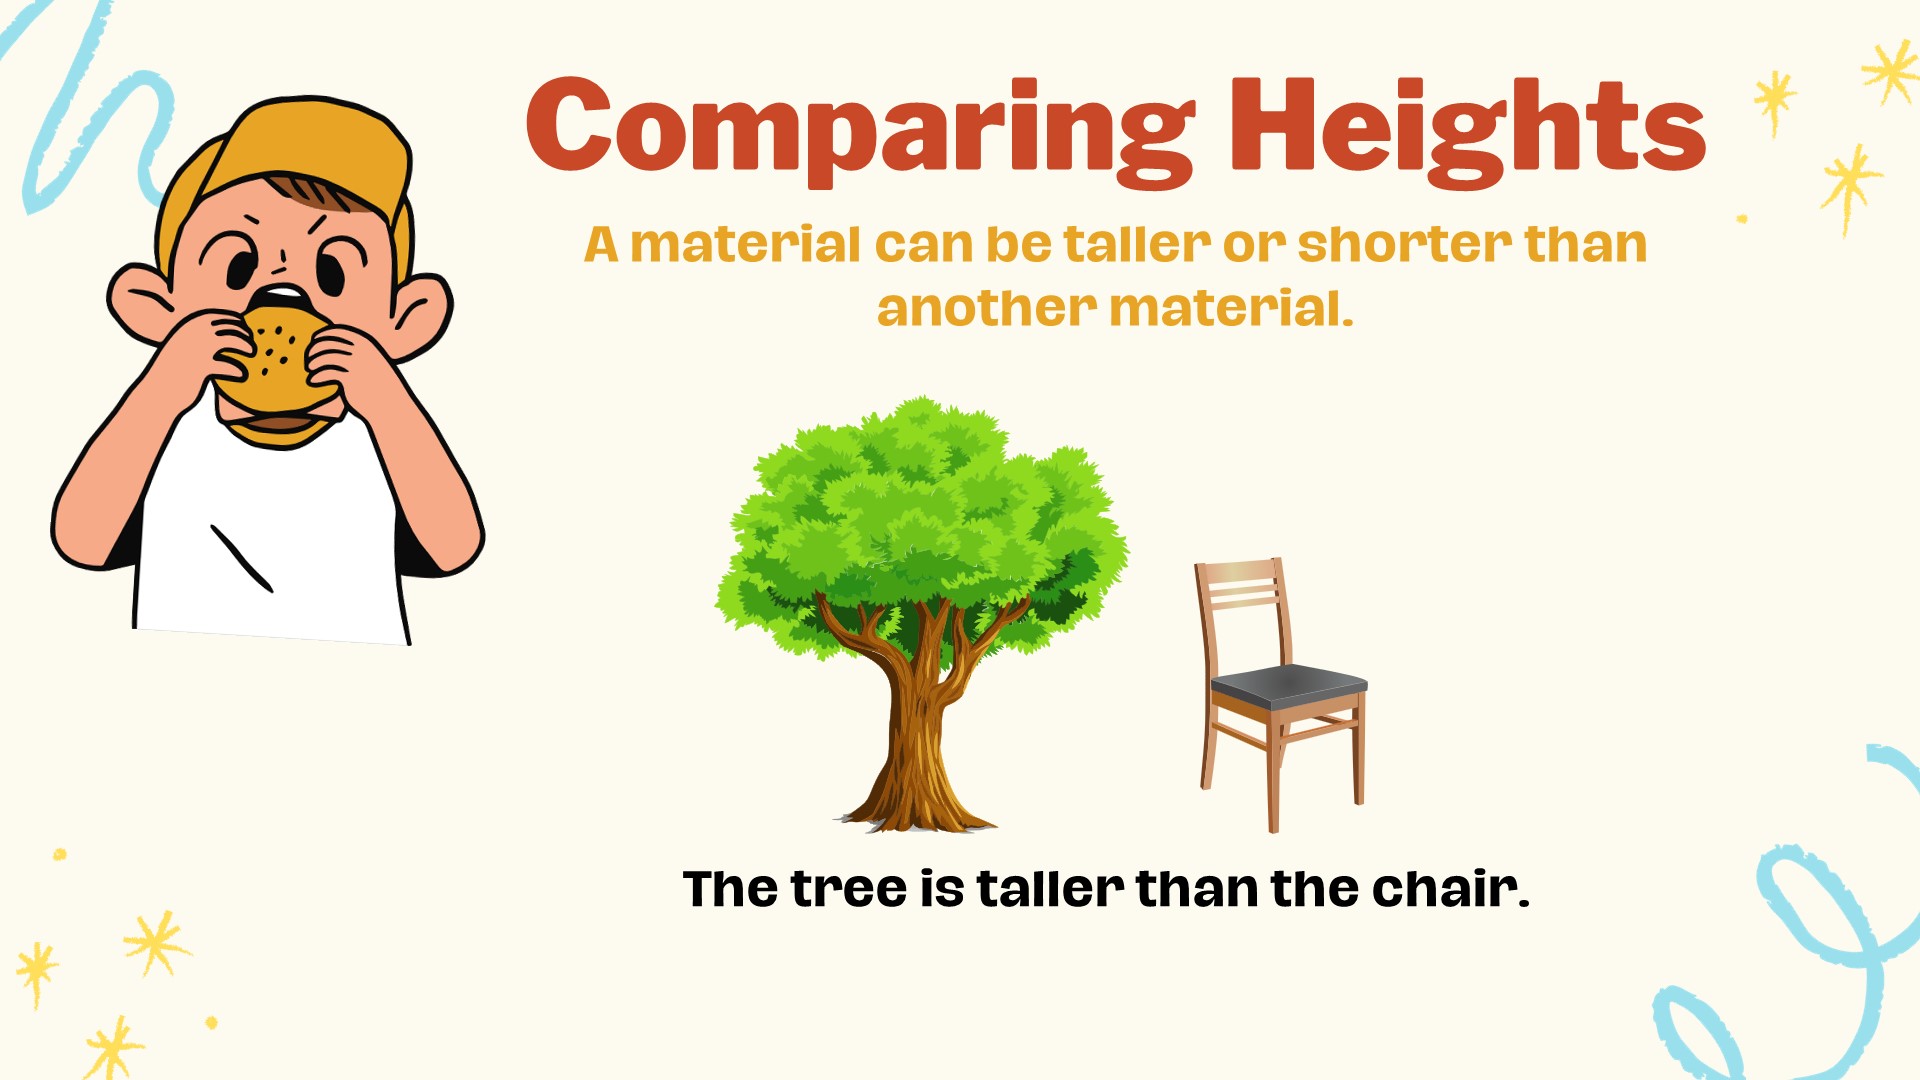 Comparing Heights
A material can be taller or shorter than
another material.
The tree is taller than the chair.